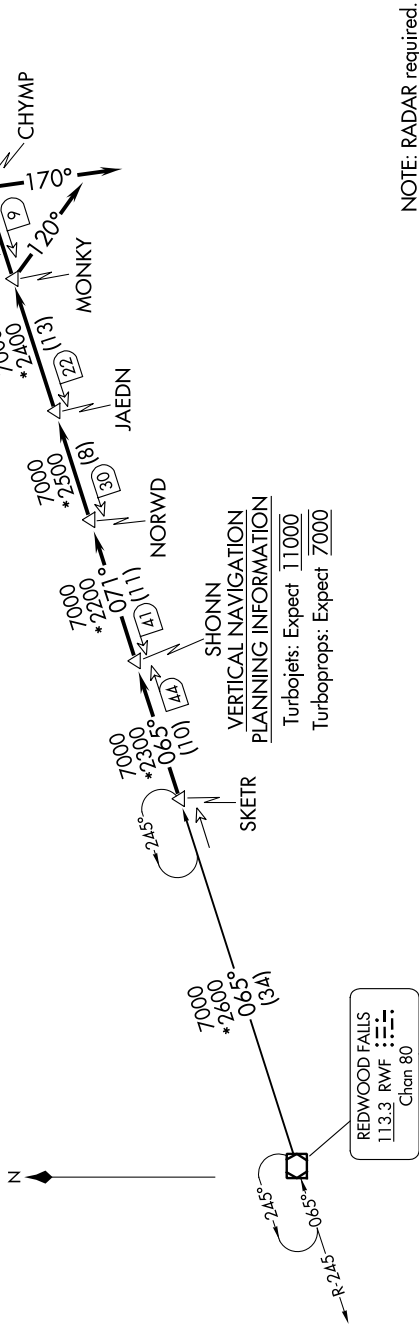 CHYMP
170°
120°
9
MONKY
*2400
(13)
22
JAEDN
7000
*2500
(8)
30
NORWD
7000
*2200
071°
(11)
41
44
SHONN
VERTICAL NAVIGATION
PLANNING INFORMATION
Turbojets: Expect 11000
Turboprops: Expect 7000
7000
*2300
065°
(10)
245°
SKETR
7000
*2600
065°
(34)
N
245°
065°
R-245
REDWOOD FALLS
113.3 RWF
Chan 80
NOTE: RADAR required.